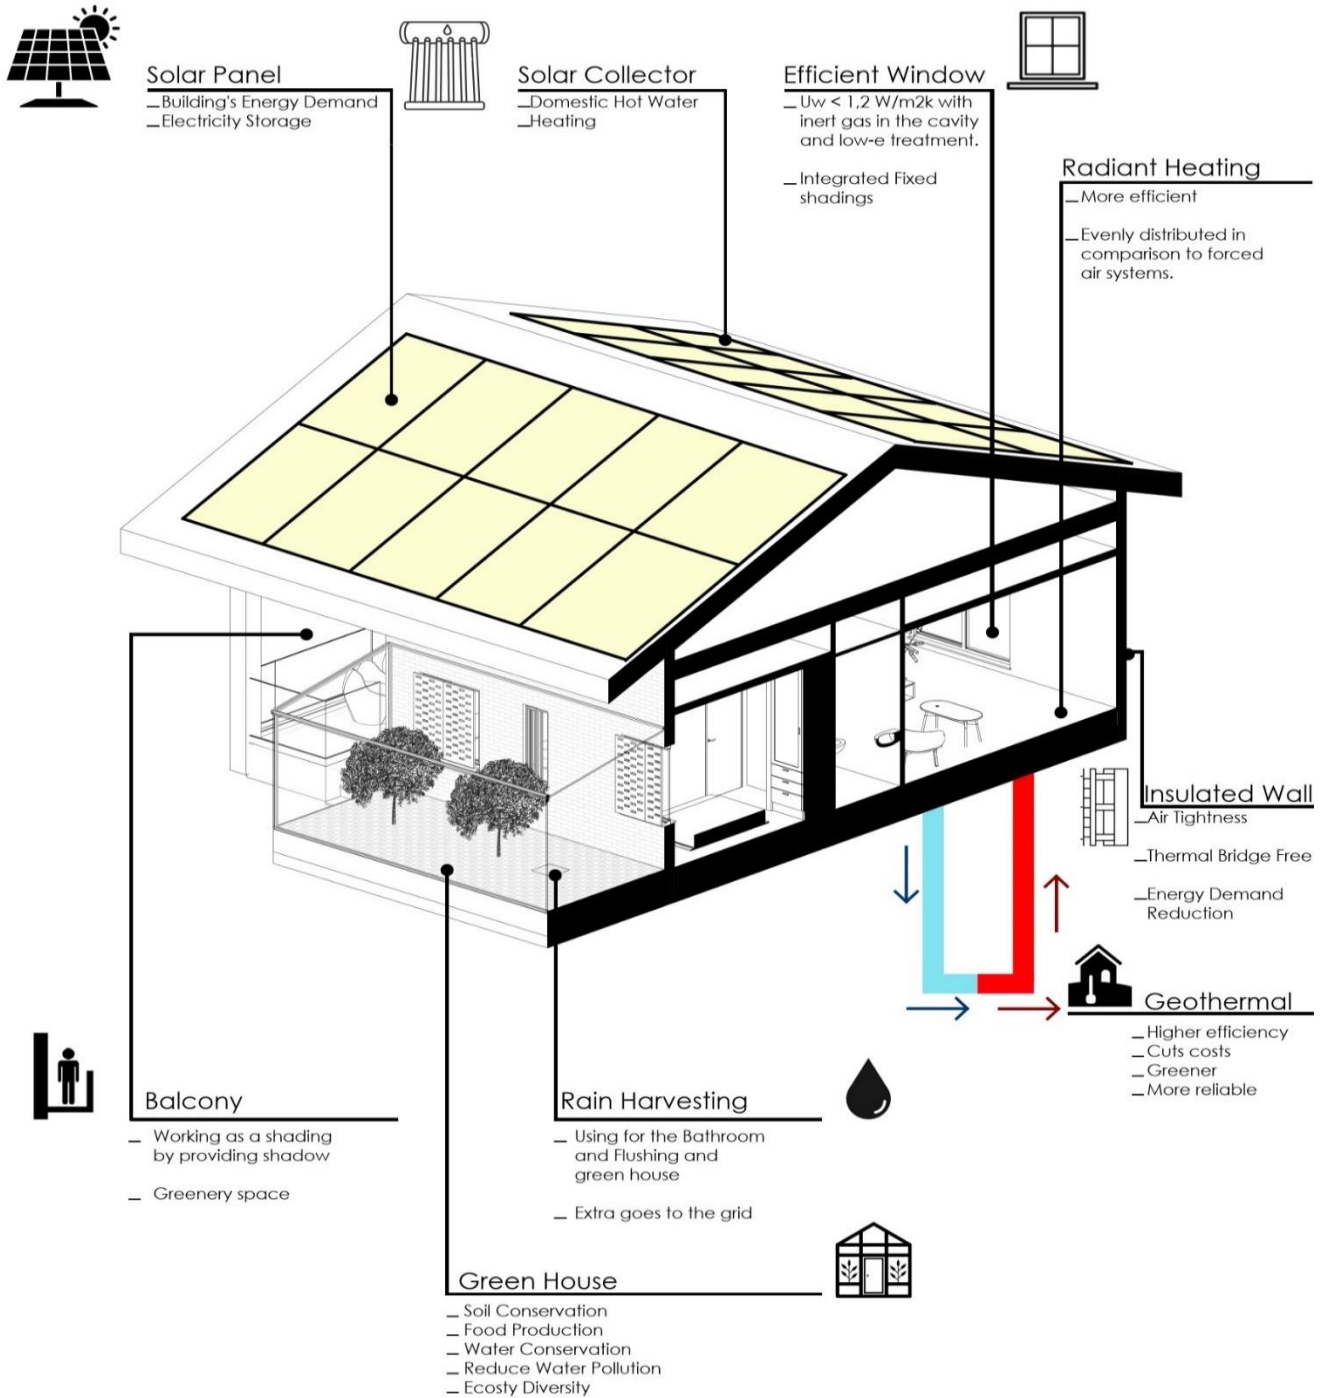 Solar Panel
_Building's Energy Demand
_Electricity Storage
Solar Collector
_Domestic Hot Water
_Heating
Efficient Window
_Uw < 1,2 W/m2k with
inert gas in the cavity
and low-e treatment.
_Integrated Fixed
shadings
Radiant Heating
_More efficient
_Evenly distributed in
comparison to forced
air systems.
Insulated Wall
_Air Tightness
_Thermal Bridge Free
_Energy Demand
Reduction
Geothermal
_Higher efficiency
_Cuts costs
_Greener
_More reliable
Balcony
_ Working as a shading
by providing shadow
_ Greenery space
Rain Harvesting
_ Using for the Bathroom
and Flushing and
green house
_ Extra goes to the grid
Green House
_ Soil Conservation
_ Food Production
_ Water Conservation
_ Reduce Water Pollution
_ Ecosty Diversity